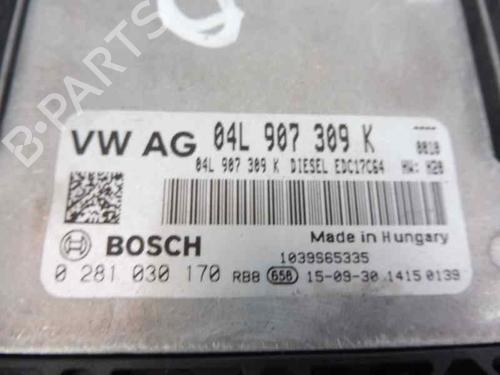 VW AG 04L 907 309 K
0010
04L 907 309 K DIESEL EDC17C64 HW: H20
BOSCH
Made in Hungary
1039S65335
0 281 030 170 RBB 658 15-09-30 1415 0139
B-PARTS